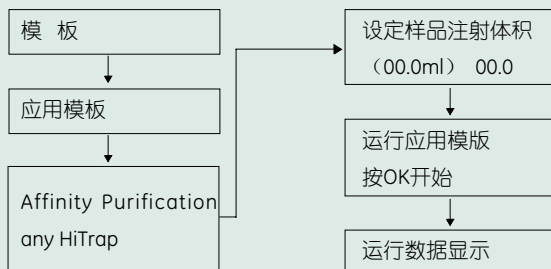 模 板
应用模板
Affinity Purification
any HiTrap
设定样品注射体积
（00.0ml） 00.0
运行应用模版
按OK开始
运行数据显示